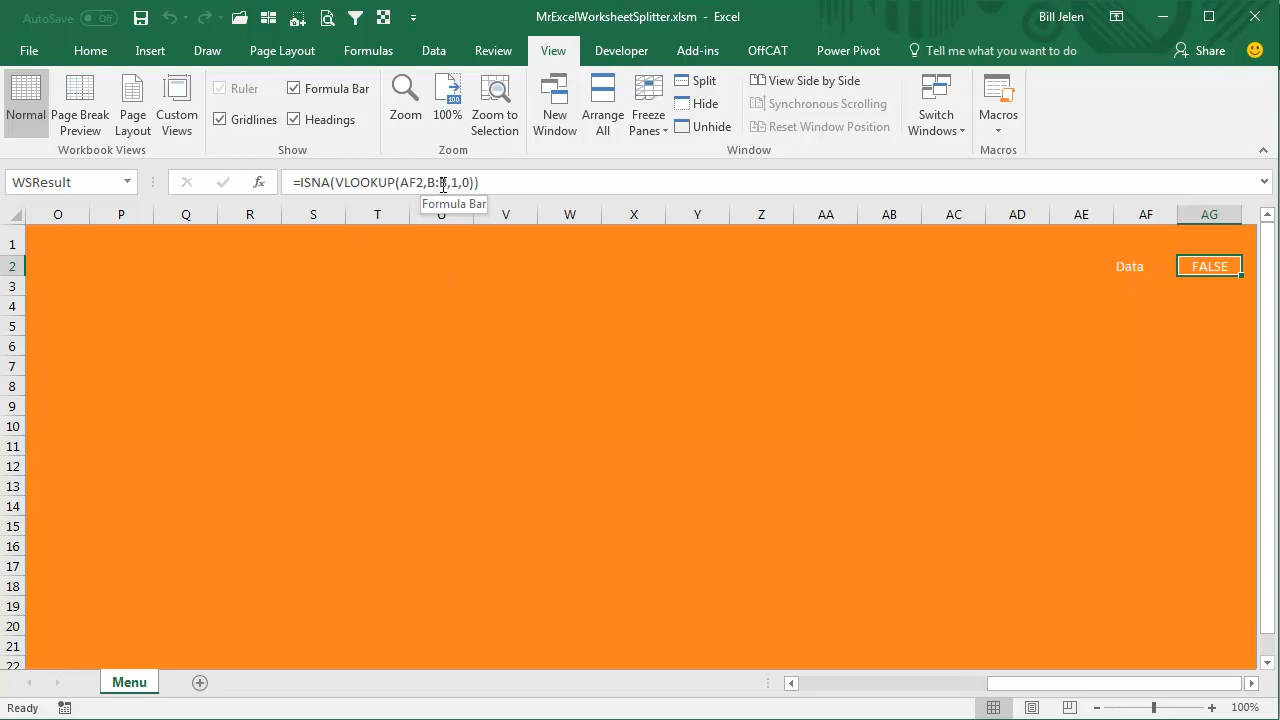 AutoSave Off MrExcelWorksheetSplitter.xlsm - Excel Bill Jelen
File Home Insert Draw Page Layout Formulas Data Review View Developer Add-ins OffCAT Power Pivot Tell me what you want to do Share
Normal
Page Break Preview
Page Layout
Custom Views
Workbook Views
Ruler
Formula Bar
Gridlines
Headings
Show
Zoom
100
100%
Zoom to Selection
Zoom
New Window
Arrange All
Freeze Panes
Split
Hide
Unhide
View Side by Side
Synchronous Scrolling
Reset Window Position
Switch Windows
Window
Macros
Macros
WSResult fx =ISNA(VLOOKUP(AF2,B:B,1,0))
Formula Bar
O P Q R S T U V W X Y Z AA AB AC AD AE AF AG
1
2 Data FALSE
3
4
5
6
7
8
9
10
11
12
13
14
15
16
17
18
19
20
21
22
Menu
Ready 100%